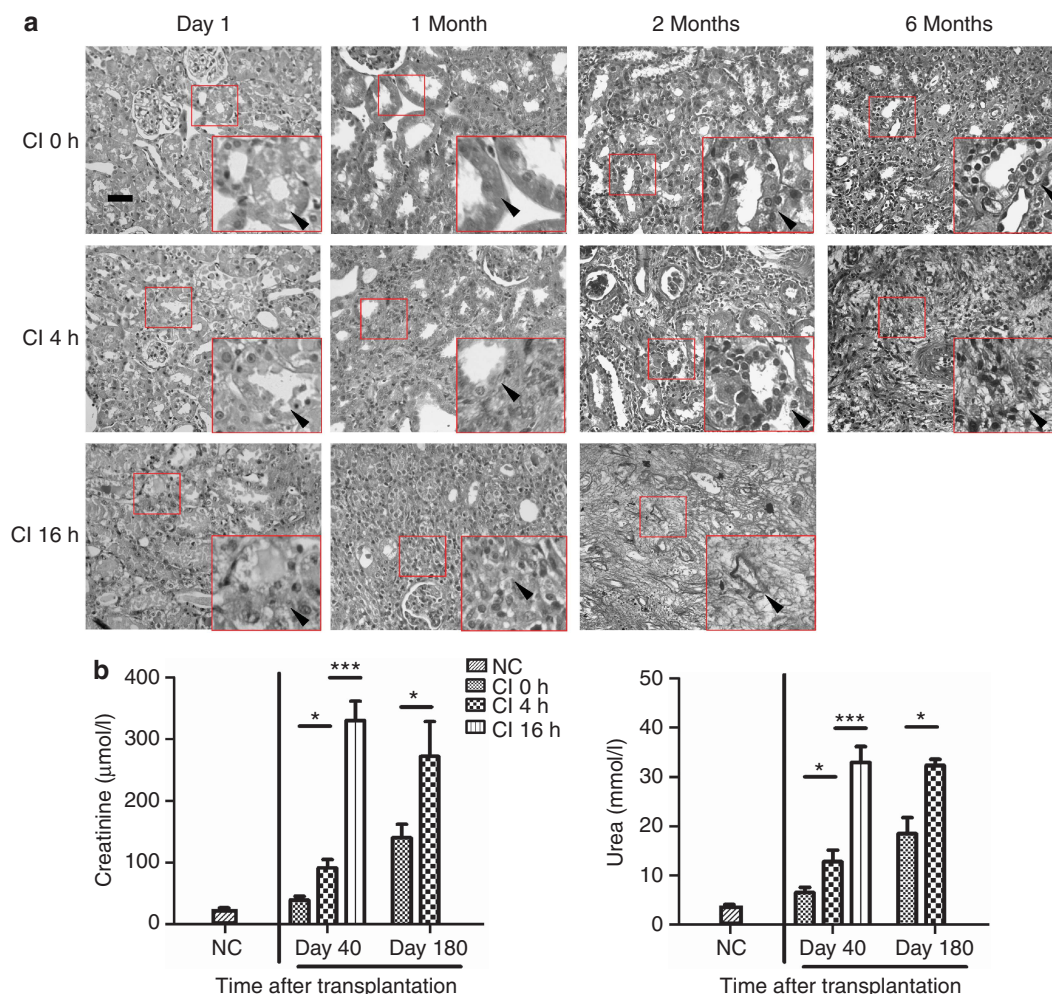 a
Day 1
1 Month
2 Months
6 Months
CI 0 h
CI 4 h
CI 16 h
b
400
300
200
100
0
Creatinine (µmol/l)
*
***
*
NC
CI 0 h
CI 4 h
CI 16 h
NC
Day 40
Day 180
Time after transplantation
50
40
30
20
10
0
Urea (mmol/l)
*
***
*
NC
Day 40
Day 180
Time after transplantation